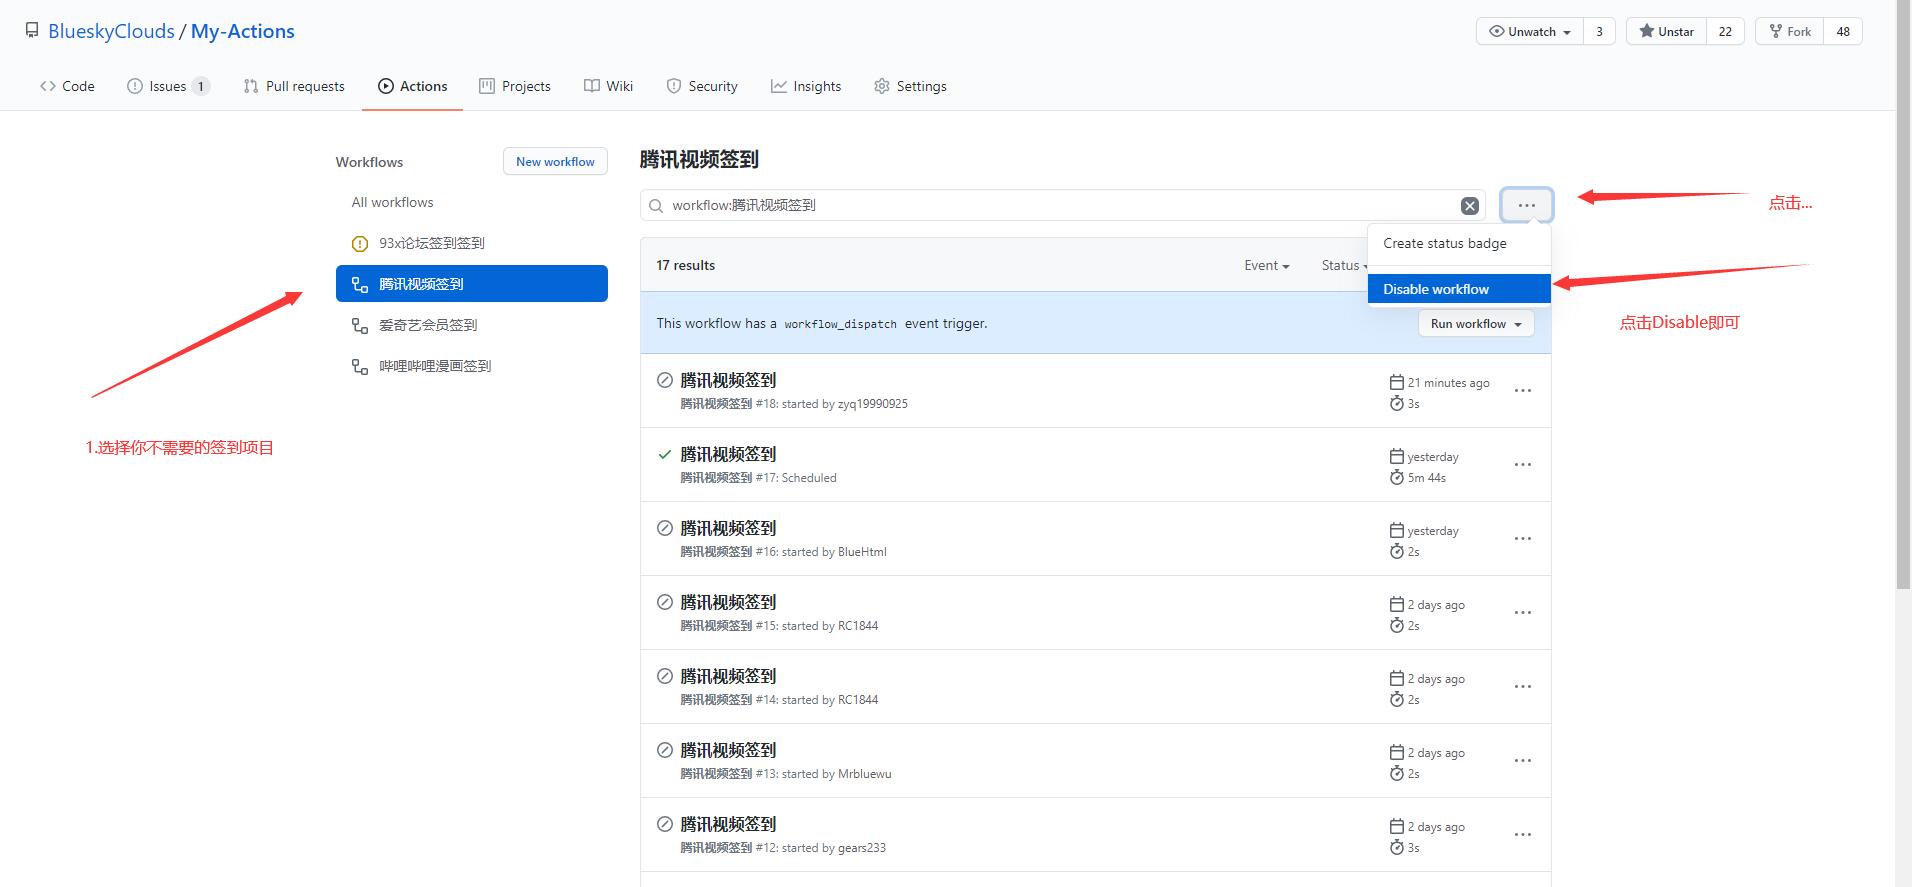 BlueskyClouds / My-Actions
Unwatch 3
Unstar 22
Fork 48
Code
Issues 1
Pull requests
Actions
Projects
Wiki
Security
Insights
Settings
Workflows
New workflow
All workflows
93x论坛签到签到
腾讯视频签到
爱奇艺会员签到
哔哩哔哩漫画签到
1.选择你不需要的签到项目
腾讯视频签到
workflow:腾讯视频签到
...
点击...
Create status badge
Disable workflow
点击Disable即可
17 results
Event
Status
This workflow has a workflow_dispatch event trigger.
Run workflow
腾讯视频签到
腾讯视频签到 #18: started by zyq19990925
21 minutes ago
3s
腾讯视频签到
腾讯视频签到 #17: Scheduled
yesterday
5m 44s
腾讯视频签到
腾讯视频签到 #16: started by BlueHtml
yesterday
2s
腾讯视频签到
腾讯视频签到 #15: started by RC1844
2 days ago
2s
腾讯视频签到
腾讯视频签到 #14: started by RC1844
2 days ago
2s
腾讯视频签到
腾讯视频签到 #13: started by Mrbluewu
2 days ago
2s
腾讯视频签到
腾讯视频签到 #12: started by gears233
2 days ago
3s